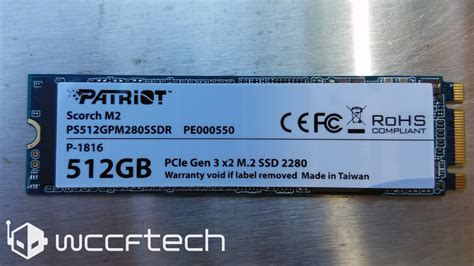 PATRIOT
Scorch M2
PS512GPM280SSDR PE000550
P-1816
512GB
PCIe Gen 3 x2 M.2 SSD 2280
Warranty void if label removed Made in Taiwan
CE FC RoHS
COMPLIANT
wccftech